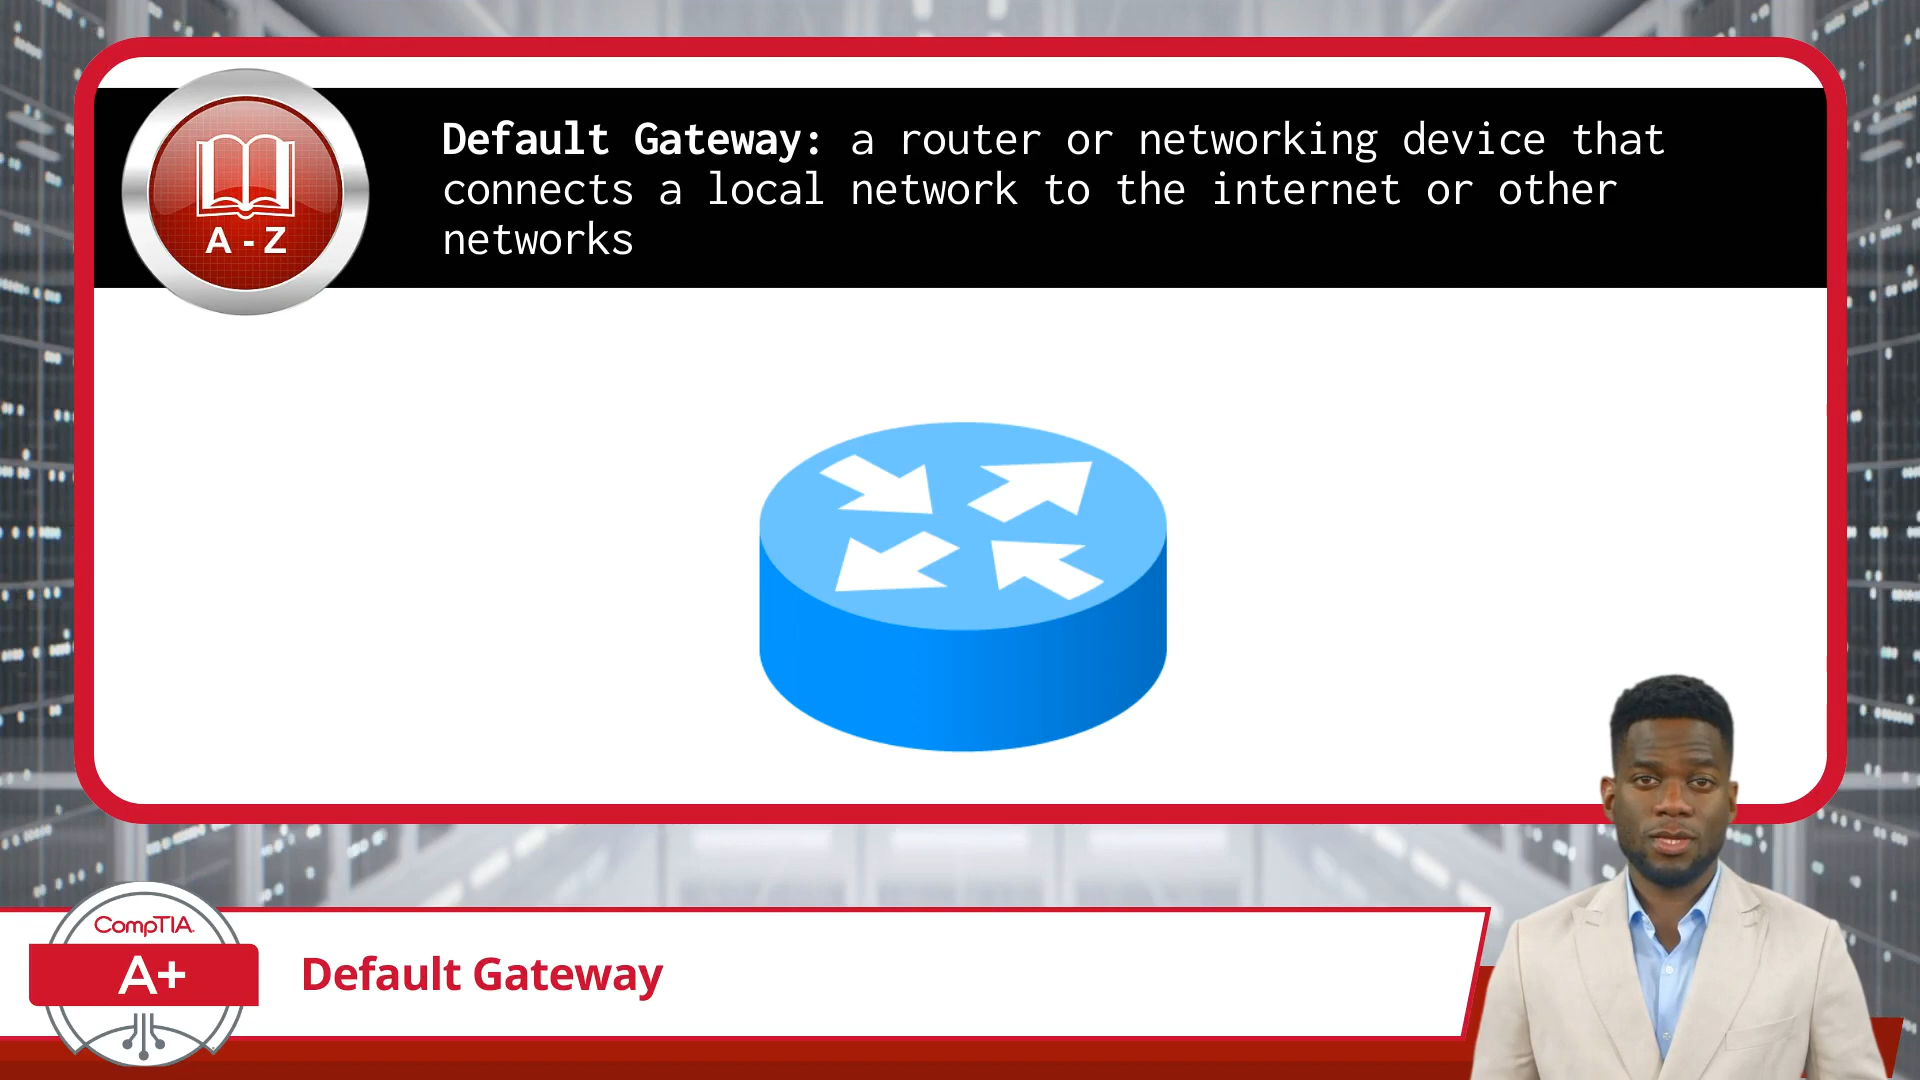 Default Gateway: a router or networking device that
connects a local network to the internet or other
networks
A - Z
CompTIA.
A+
Default Gateway